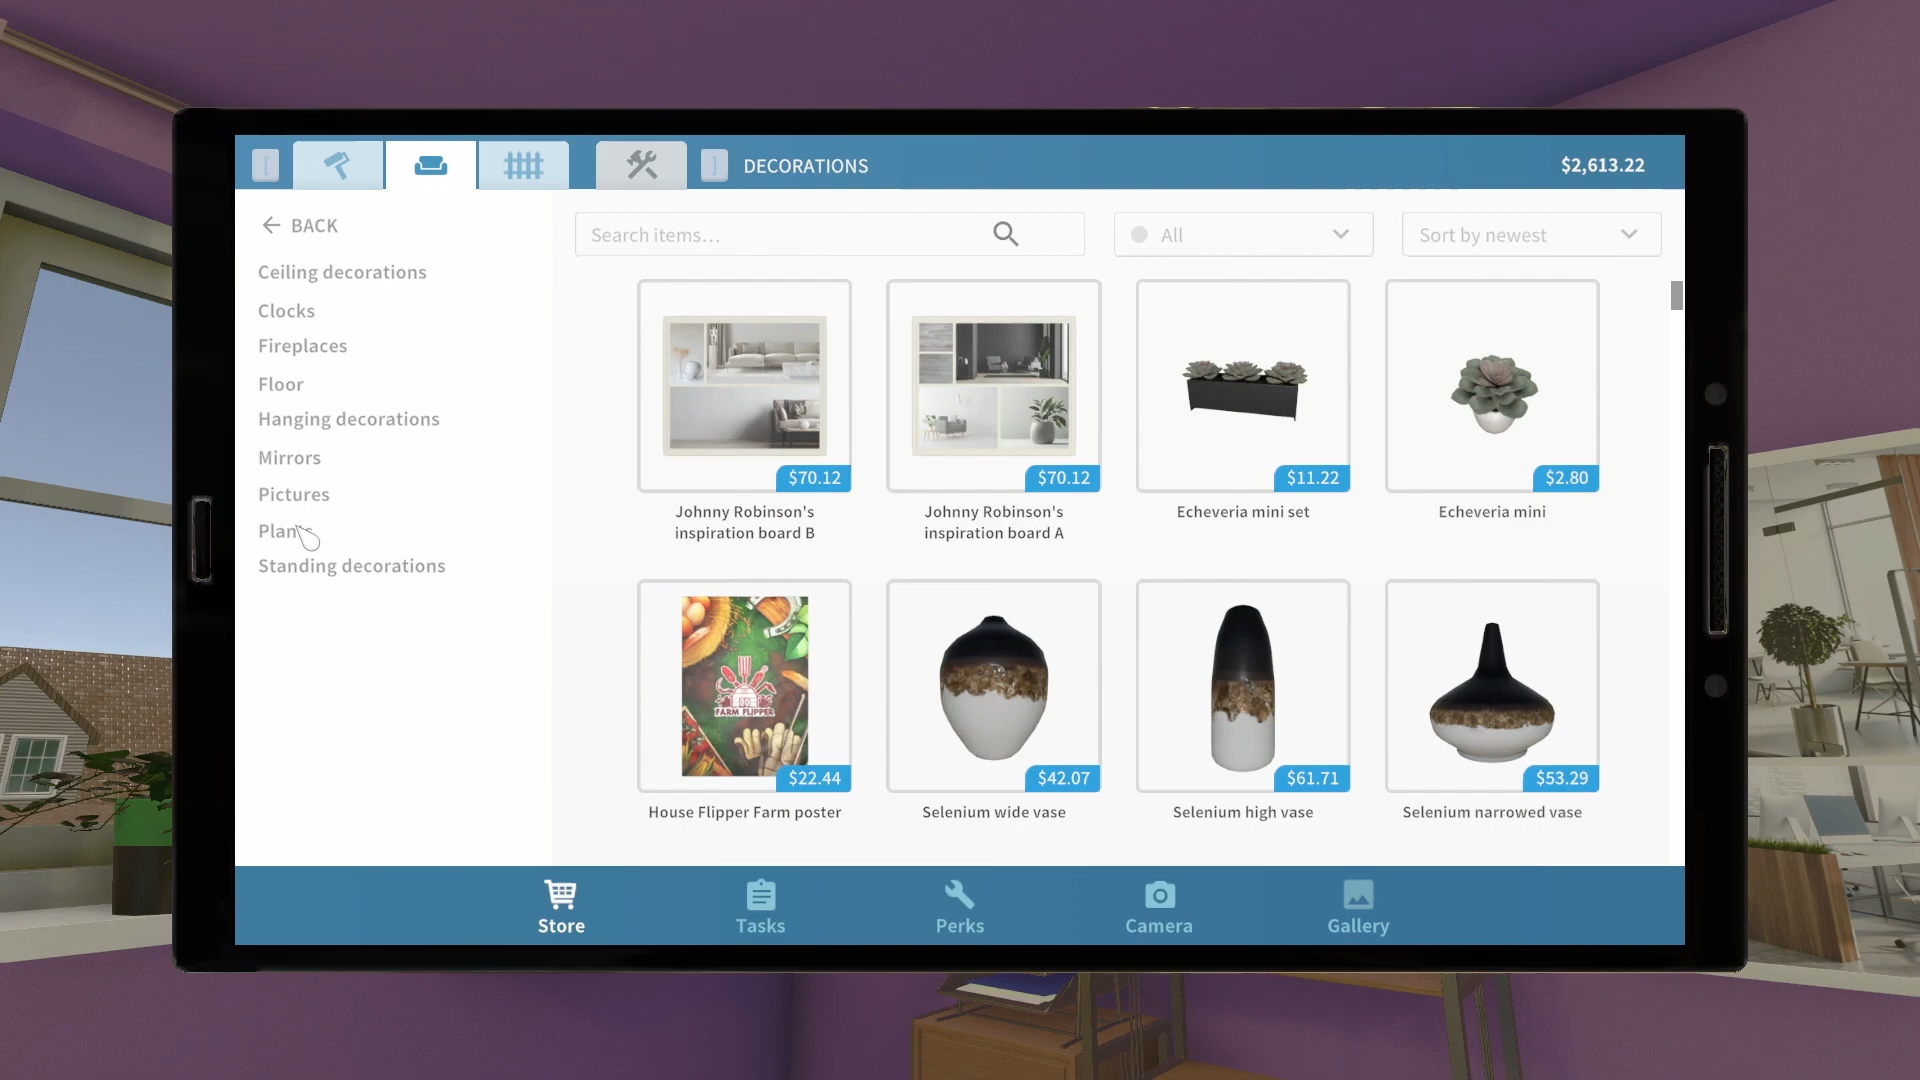 [
]
DECORATIONS
$2,613.22
BACK
Search items...
All
Sort by newest
Ceiling decorations
Clocks
Fireplaces
Floor
Hanging decorations
Mirrors
Pictures
Standing decorations
$70.12
$70.12
$11.22
$2.80
Johnny Robinson's
inspiration board B
Johnny Robinson's
inspiration board A
Echeveria mini set
Echeveria mini
FARM FLIPPER
$22.44
$42.07
$61.71
$53.29
House Flipper Farm poster
Selenium wide vase
Selenium high vase
Selenium narrowed vase
Store
Tasks
Perks
Camera
Gallery